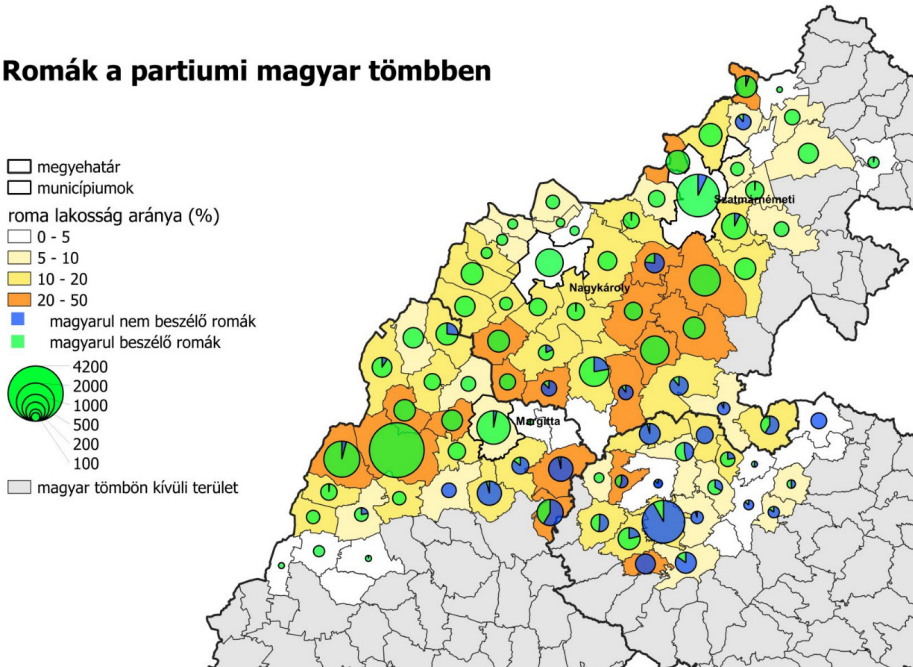 Romák a partiumi magyar tömbben
megyehatár
municípiumok
roma lakosság aránya (%)
0 - 5
5 - 10
10 - 20
20 - 50
magyarul nem beszélő romák
magyarul beszélő romák
4200
2000
1000
500
200
100
magyar tömbön kívüli terület
Szatmárnémeti
Nagykároly
Margitta